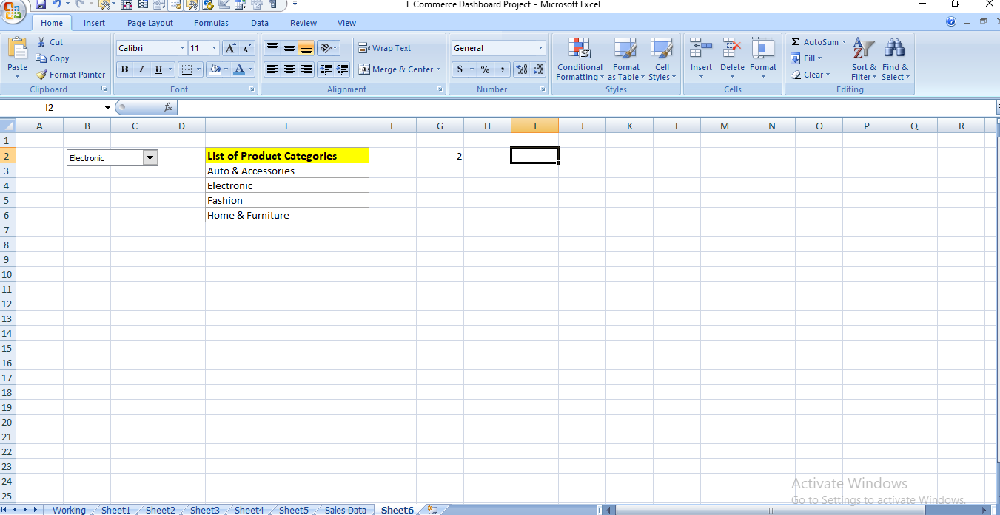 E Commerce Dashboard Project - Microsoft Excel
Home Insert Page Layout Formulas Data Review View
Paste
Cut
Copy
Format Painter
Clipboard
Calibri 11
B I U A
Font
Wrap Text
Merge & Center
Alignment
General
$ % ,
Number
Conditional Formatting
Format as Table
Cell Styles
Styles
Insert Delete Format
Cells
Σ AutoSum
Fill
Clear
Sort & Filter
Find & Select
Editing
I2 fx
A B C D E F G H I J K L M N O P Q R
1
2 Electronic List of Product Categories 2
3 Auto & Accessories
4 Electronic
5 Fashion
6 Home & Furniture
7
8
9
10
11
12
13
14
15
16
17
18
19
20
21
22
23
24
25
Activate Windows
Go to Settings to activate Windows.
Working Sheet1 Sheet2 Sheet3 Sheet4 Sheet5 Sales Data Sheet6